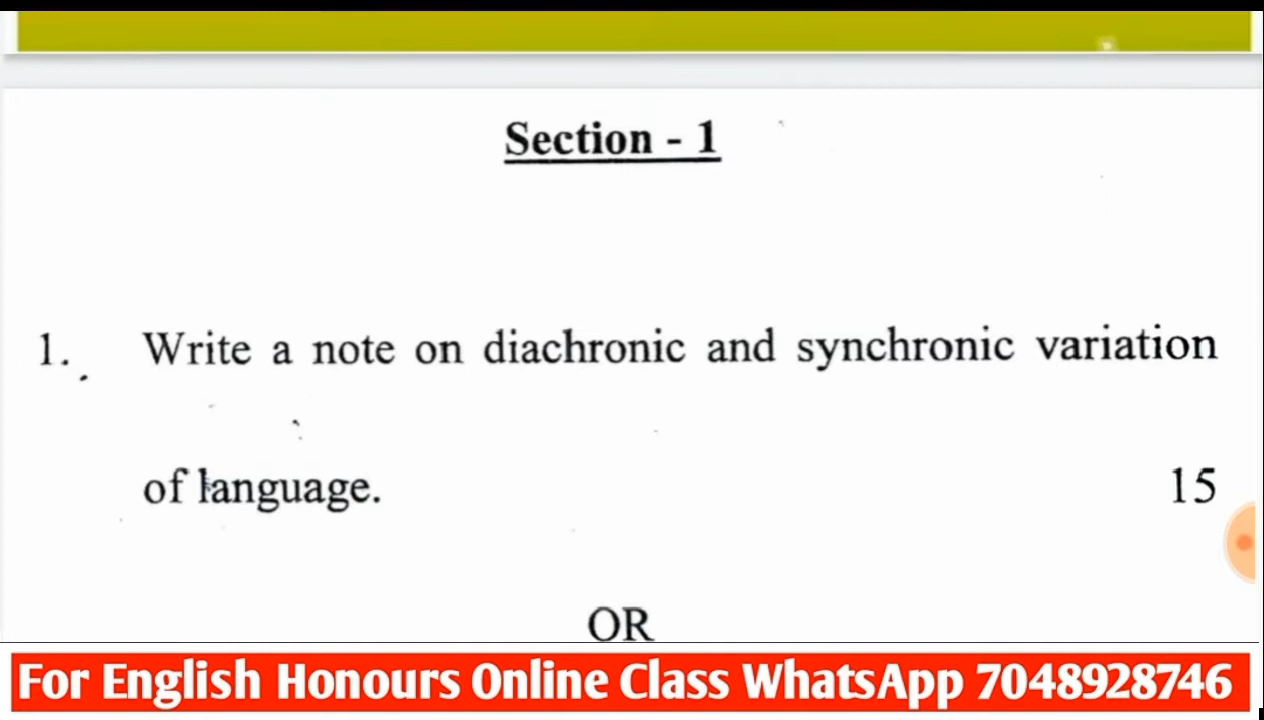 Section - 1
1. Write a note on diachronic and synchronic variation
of language. 15
OR
For English Honours Online Class WhatsApp 7048928746